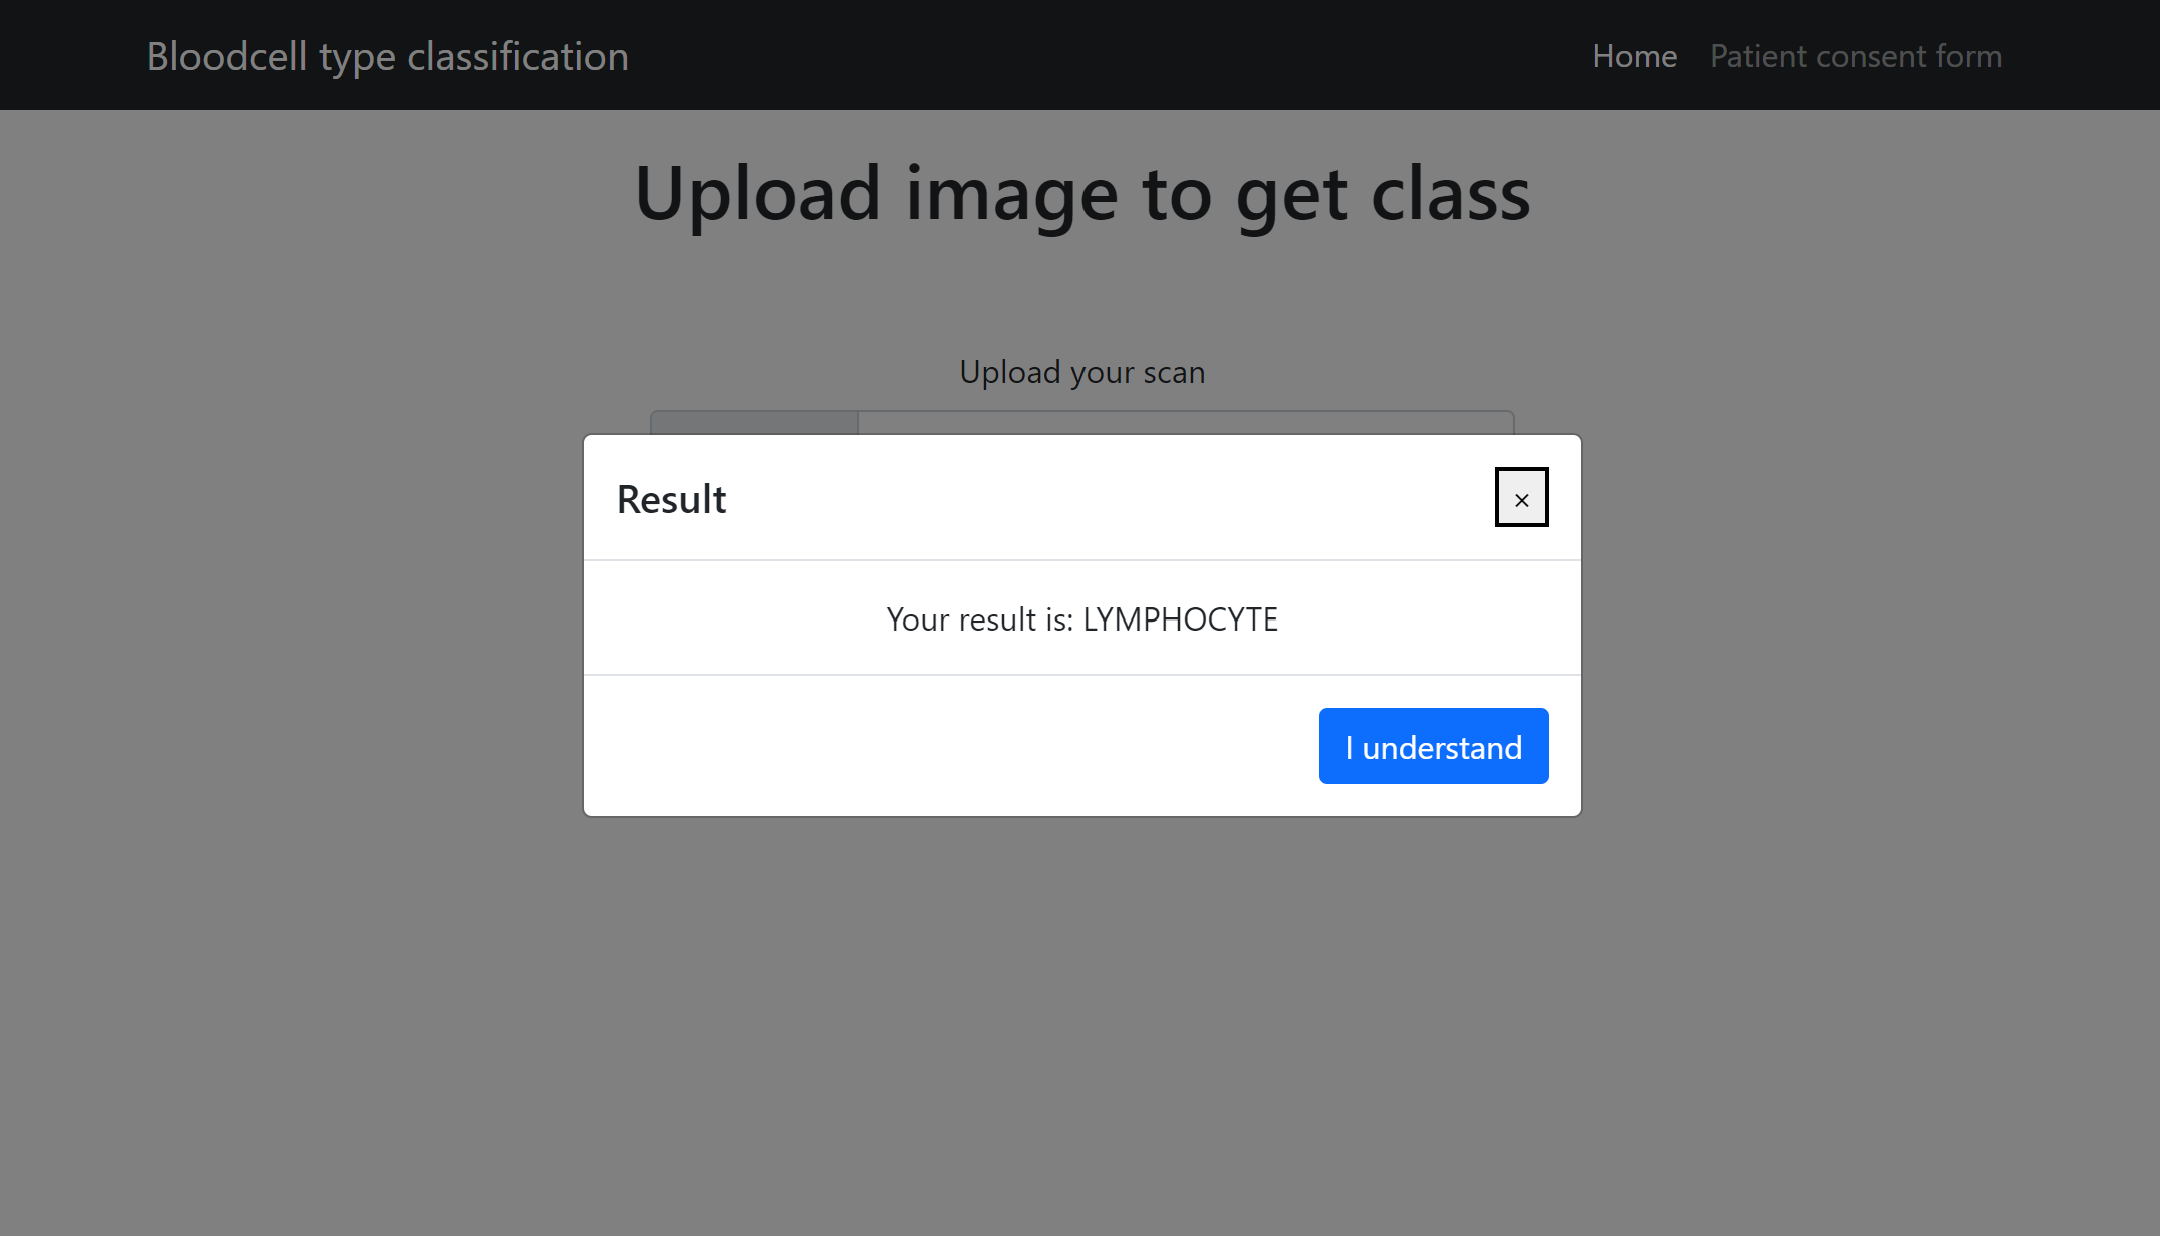 Bloodcell type classification
Home
Patient consent form
Upload image to get class
Upload your scan
Result
×
Your result is: LYMPHOCYTE
I understand